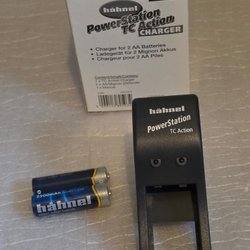 hähnel
PowerStation
TC Action
CHARGER
• Charger for 2 AA Batteries
• Ladegerät für 2 Mignon Akkus
• Chargeur pour 2 AA Piles
hähnel
PowerStation
TC Action
hähnel